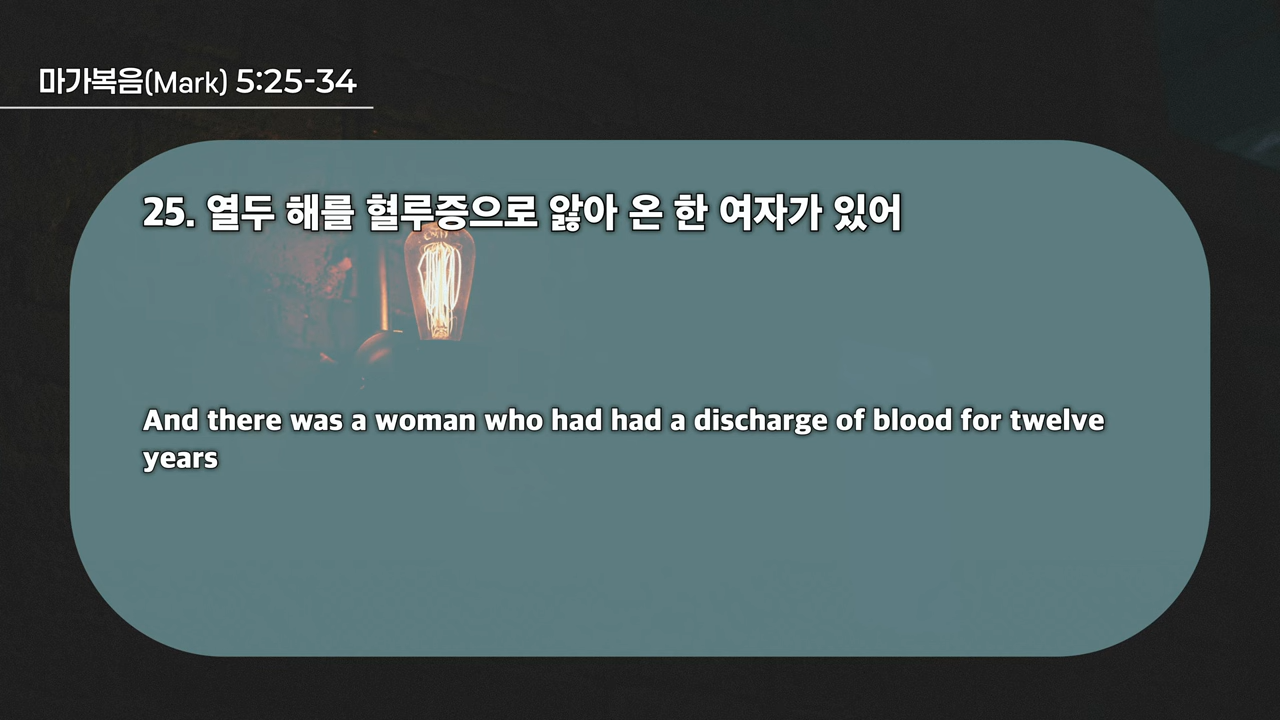 마가복음(Mark) 5:25-34
25. 열두 해를 혈루증으로 앓아 온 한 여자가 있어
And there was a woman who had had a discharge of blood for twelve
years